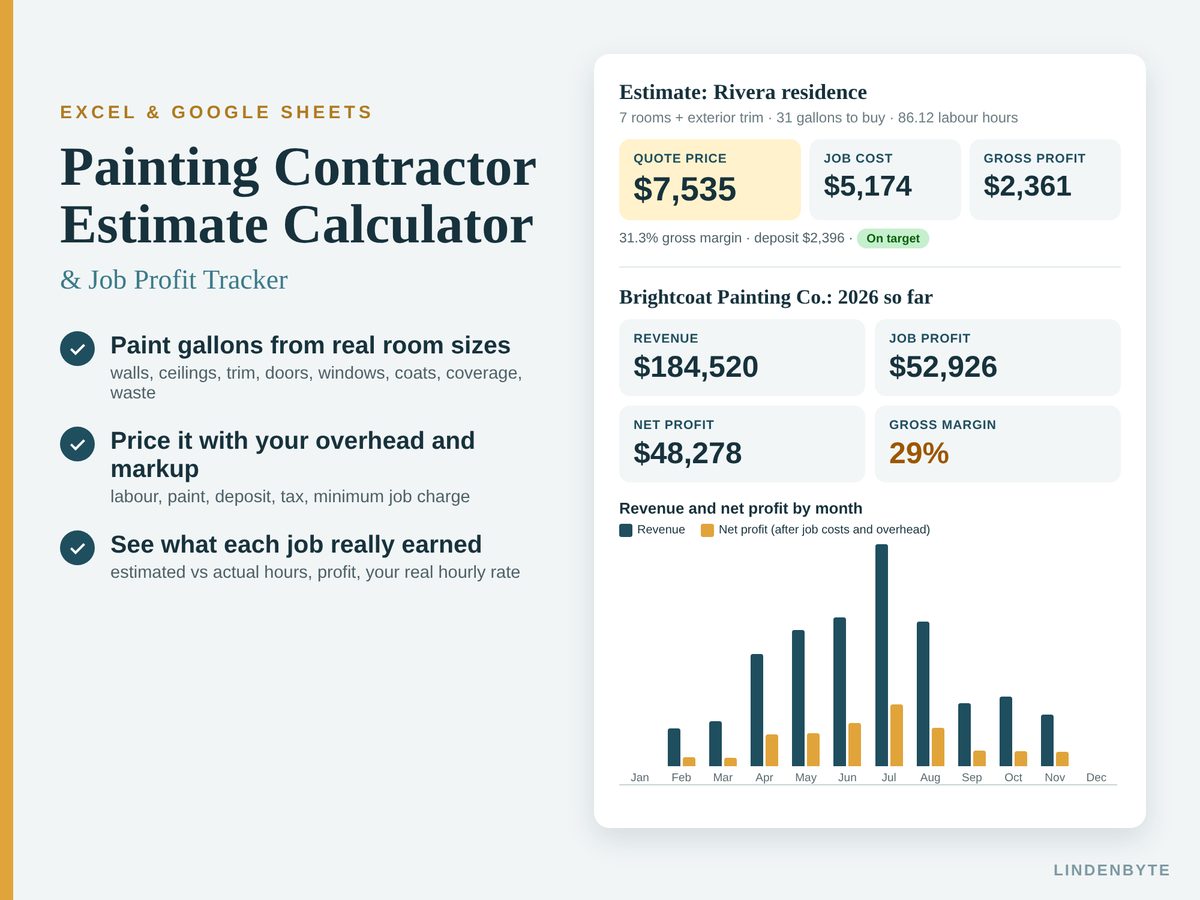 EXCEL & GOOGLE SHEETS
Painting Contractor
Estimate Calculator
& Job Profit Tracker
Paint gallons from real room sizes
walls, ceilings, trim, doors, windows, coats, coverage,
waste
Price it with your overhead and
markup
labour, paint, deposit, tax, minimum job charge
See what each job really earned
estimated vs actual hours, profit, your real hourly rate
Estimate: Rivera residence
7 rooms + exterior trim · 31 gallons to buy · 86.12 labour hours
QUOTE PRICE
$7,535
JOB COST
$5,174
GROSS PROFIT
$2,361
31.3% gross margin · deposit $2,396 · On target
Brightcoat Painting Co.: 2026 so far
REVENUE
$184,520
JOB PROFIT
$52,926
NET PROFIT
$48,278
GROSS MARGIN
29%
Revenue and net profit by month
Revenue Net profit (after job costs and overhead)
Jan Feb Mar Apr May Jun Jul Aug Sep Oct Nov Dec
LINDENBYTE